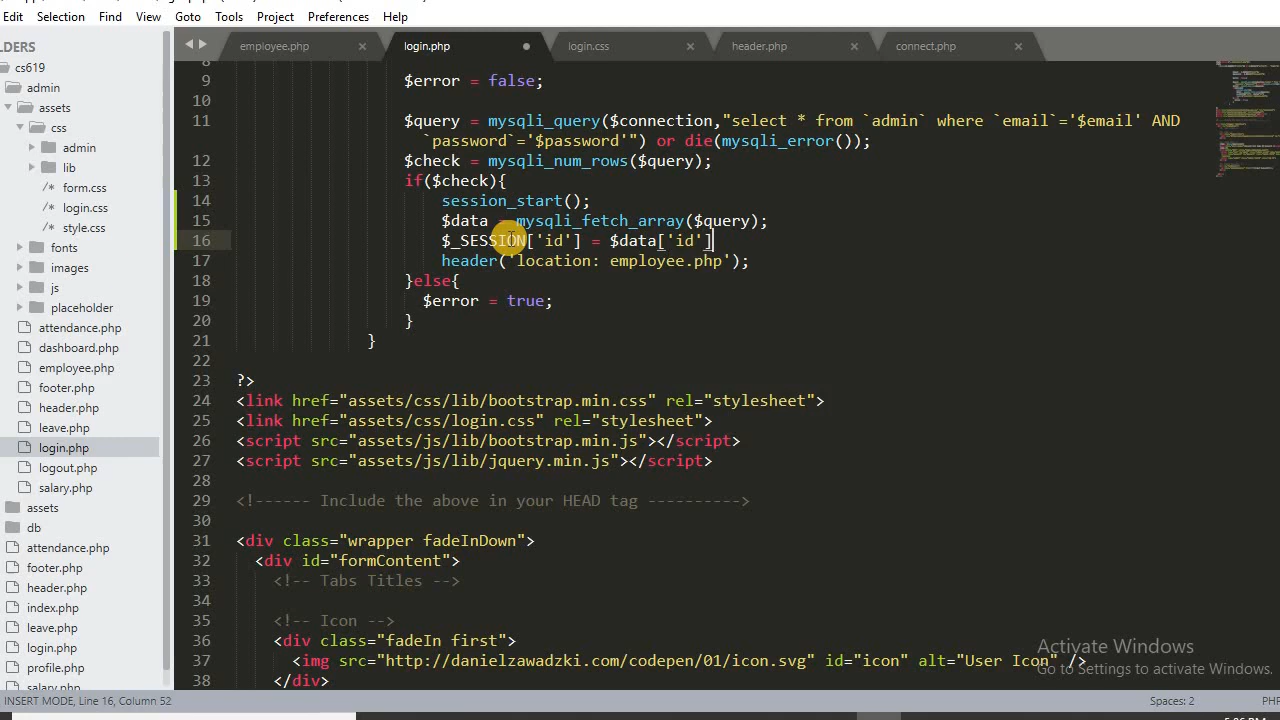 Edit Selection Find View Goto Tools Project Preferences Help
LDERS
cs619
admin
assets
css
admin
lib
/* form.css
/* login.css
/* style.css
fonts
images
js
placeholder
attendance.php
dashboard.php
employee.php
footer.php
header.php
leave.php
login.php
logout.php
salary.php
assets
db
attendance.php
footer.php
header.php
index.php
leave.php
login.php
profile.php
salary.php
employee.php × login.php login.css × header.php × connect.php ×
8
9 $error = false;
10
11 $query = mysqli_query($connection,"select * from `admin` where `email`='$email' AND
`password`='$password'") or die(mysqli_error());
12 $check = mysqli_num_rows($query);
13 if($check){
14 session_start();
15 $data = mysqli_fetch_array($query);
16 $_SESSION['id'] = $data['id']
17 header('location: employee.php');
18 }else{
19 $error = true;
20 }
21 }
22
23 ?>
24 <link href="assets/css/lib/bootstrap.min.css" rel="stylesheet">
25 <link href="assets/css/login.css" rel="stylesheet">
26 <script src="assets/js/lib/bootstrap.min.js"></script>
27 <script src="assets/js/lib/jquery.min.js"></script>
28
29 <!------ Include the above in your HEAD tag ---------->
30
31 <div class="wrapper fadeInDown">
32 <div id="formContent">
33 <!-- Tabs Titles -->
34
35 <!-- Icon -->
36 <div class="fadeIn first">
37 <img src="http://danielzawadzki.com/codepen/01/icon.svg" id="icon" alt="User Icon" />
38 </div>
Activate Windows
Go to Settings to activate Windows.
INSERT MODE, Line 16, Column 52 Spaces: 2 PHP